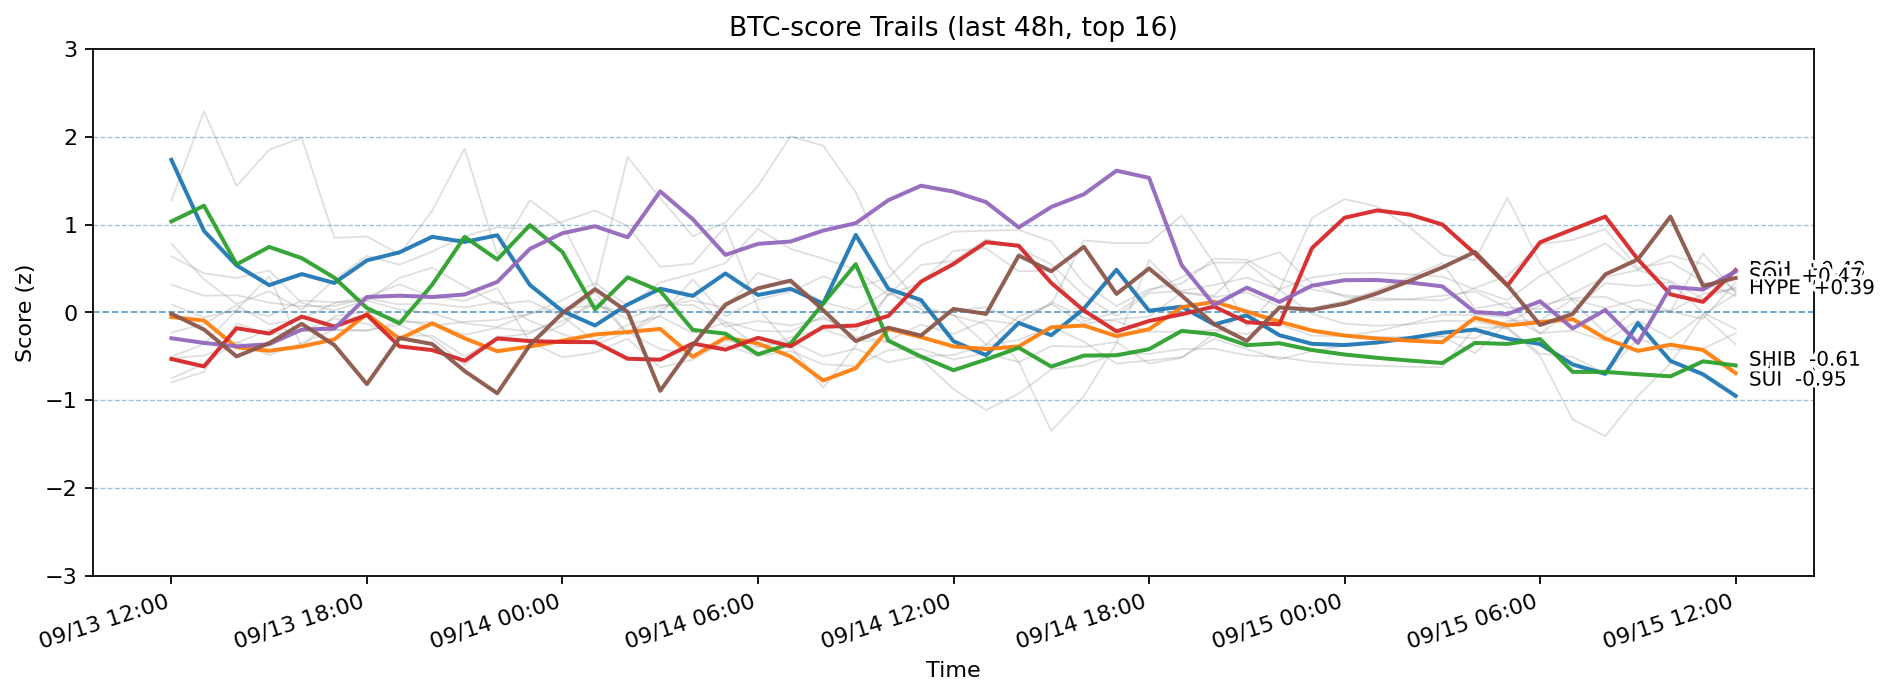 BTC-score Trails (last 48h, top 16)
3
2
1
0
−1
−2
−3
Score (z)
+0.47
HYPE +0.39
SHIB -0.61
SUI -0.95
09/13 12:00
09/13 18:00
09/14 00:00
09/14 06:00
09/14 12:00
09/14 18:00
09/15 00:00
09/15 06:00
09/15 12:00
Time